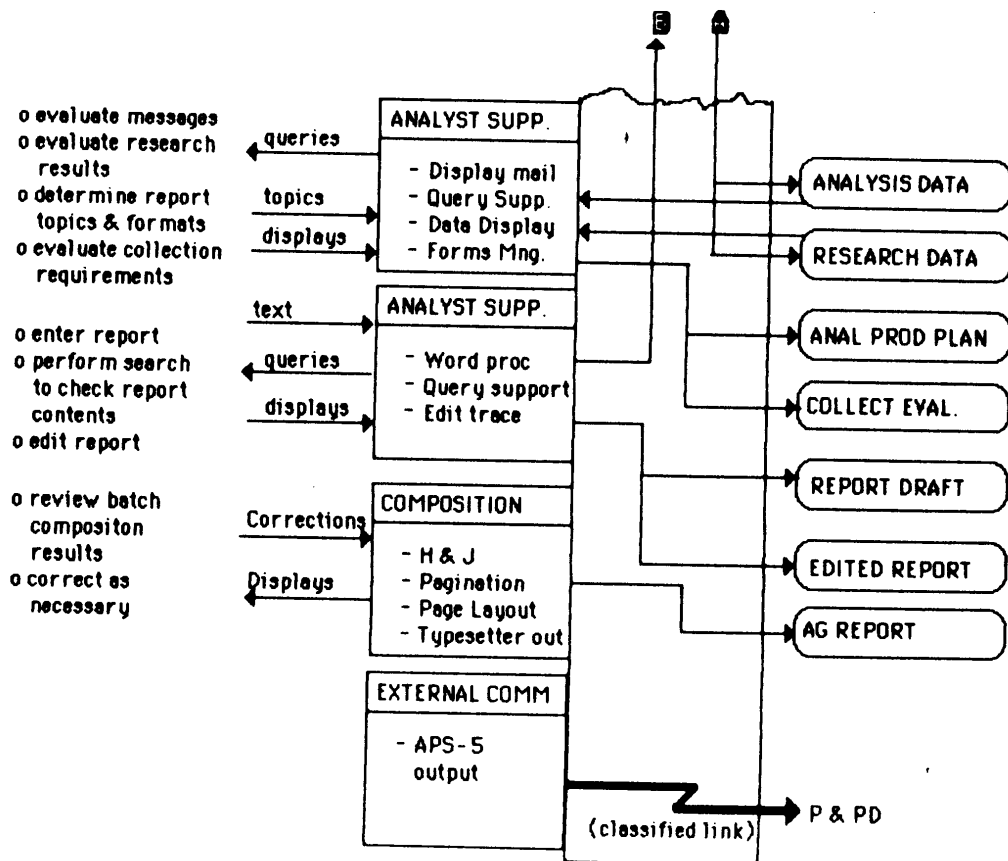 B A
o evaluate messages
o evaluate research
results
o determine report
topics & formats
o evaluate collection
requirements
queries
topics
displays
ANALYST SUPP.
- Display mail
- Query Supp.
- Data Display
- Forms Mng.
ANALYSIS DATA
RESEARCH DATA
o enter report
o perform search
to check report
contents
o edit report
text
queries
displays
ANALYST SUPP.
- Word proc
- Query support
- Edit trace
ANAL PROD PLAN
COLLECT EVAL.
REPORT DRAFT
o review batch
compositon
results
o correct as
necessary
Corrections
Displays
COMPOSITION
- H & J
- Pagination
- Page Layout
- Typesetter out
EDITED REPORT
AG REPORT
EXTERNAL COMM
- APS-5
output
(classified link)
P & PD